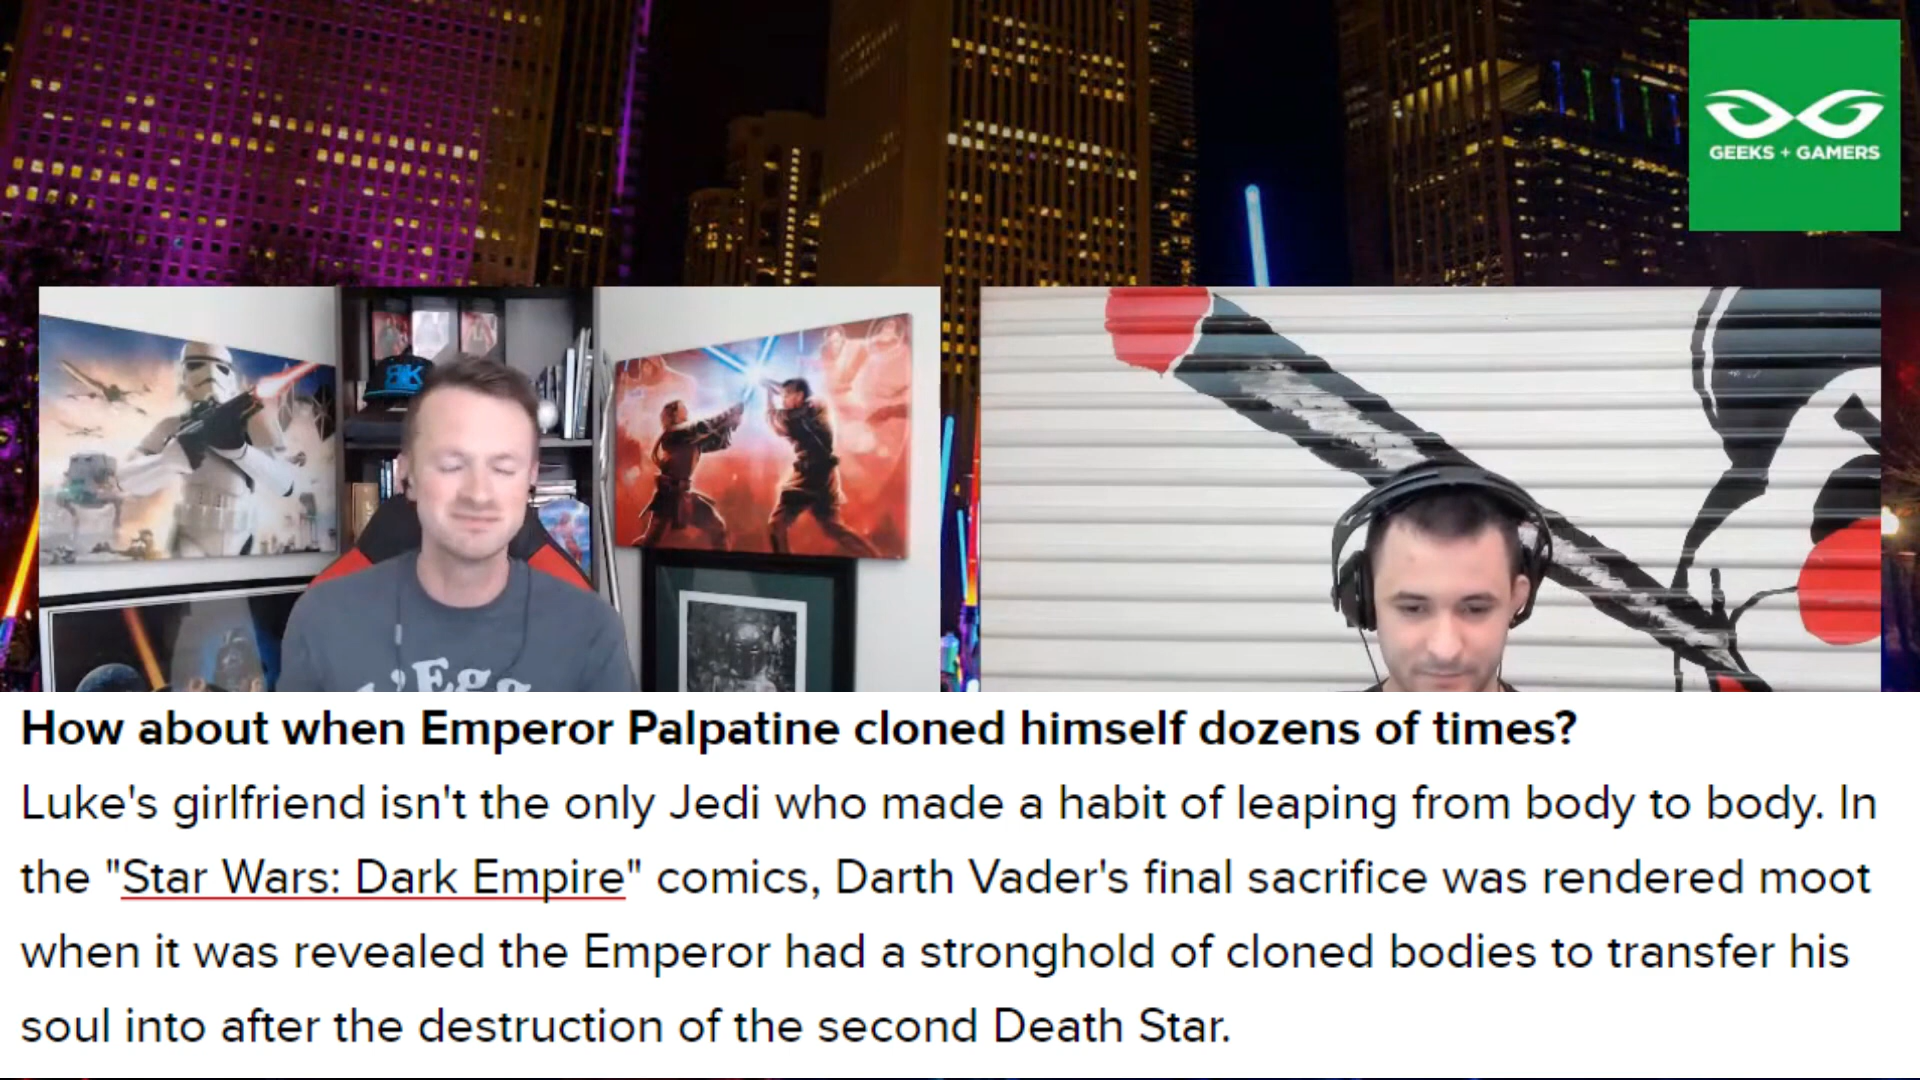 GEEKS + GAMERS
BK
L'Egg
How about when Emperor Palpatine cloned himself dozens of times?
Luke's girlfriend isn't the only Jedi who made a habit of leaping from body to body. In
the "Star Wars: Dark Empire" comics, Darth Vader's final sacrifice was rendered moot
when it was revealed the Emperor had a stronghold of cloned bodies to transfer his
soul into after the destruction of the second Death Star.